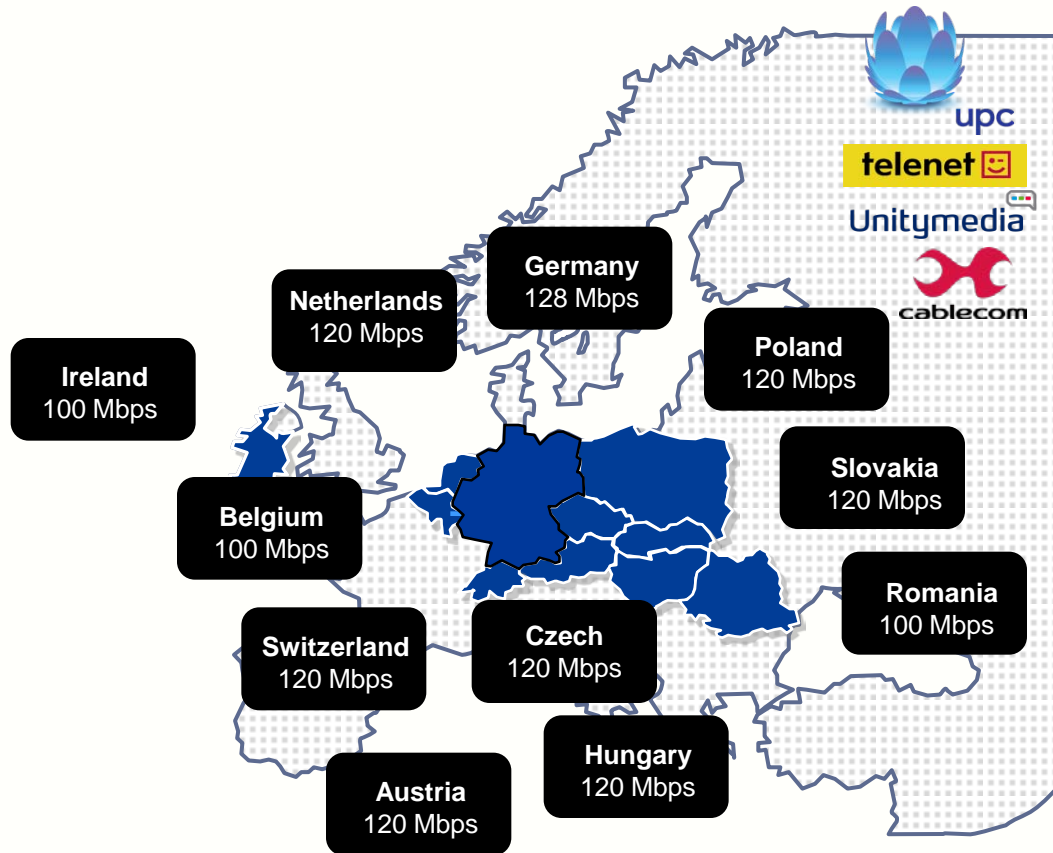 upc
telenet
Unitymedia
cablecom
Germany
128 Mbps
Netherlands
120 Mbps
Poland
120 Mbps
Ireland
100 Mbps
Slovakia
120 Mbps
Belgium
100 Mbps
Romania
100 Mbps
Switzerland
120 Mbps
Czech
120 Mbps
Hungary
120 Mbps
Austria
120 Mbps